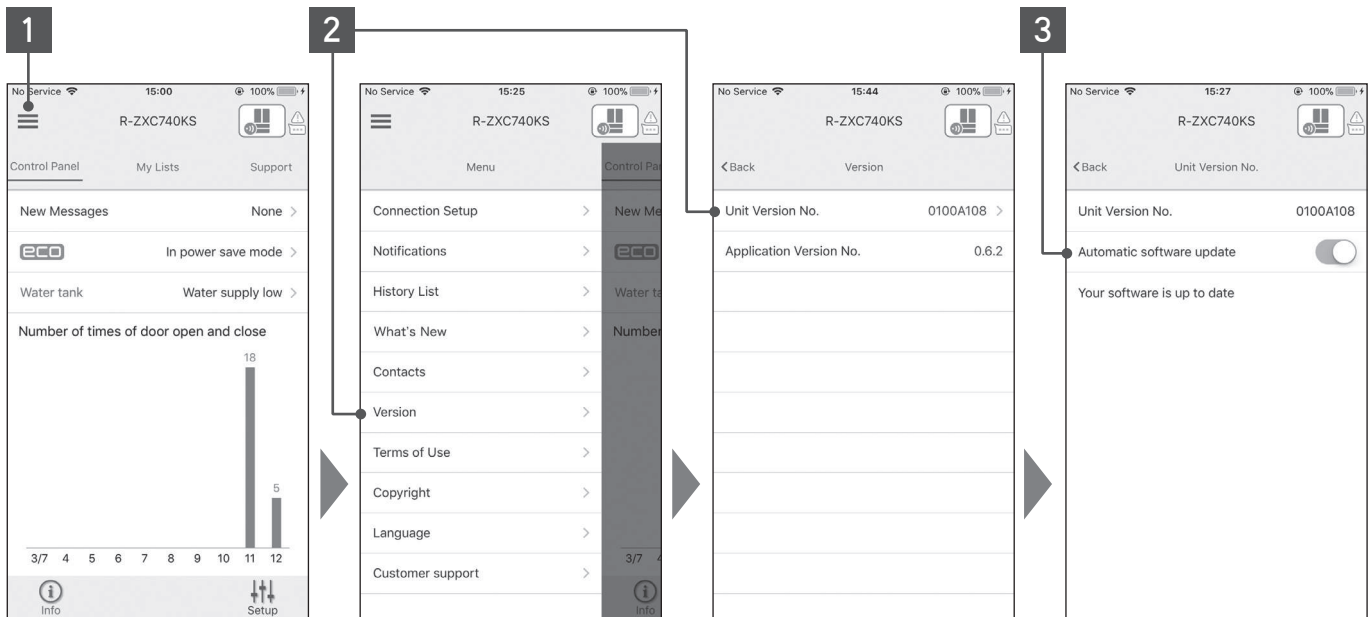 1
2
3
No Service 15:00 100%
R-ZXC740KS
Control Panel My Lists Support
New Messages None >
eco In power save mode >
Water tank Water supply low >
Number of times of door open and close
18
5
3/7 4 5 6 7 8 9 10 11 12
Info Setup
No Service 15:25 100%
R-ZXC740KS
Menu Control Pa
Connection Setup > New Me
Notifications > eco
History List > Water ta
What's New > Number
Contacts >
Version >
Terms of Use >
Copyright >
Language >
3/7 4
Customer support >
Info
No Service 15:44 100%
R-ZXC740KS
<Back Version
Unit Version No. 0100A108 >
Application Version No. 0.6.2
No Service 15:27 100%
R-ZXC740KS
<Back Unit Version No.
Unit Version No. 0100A108
Automatic software update
Your software is up to date